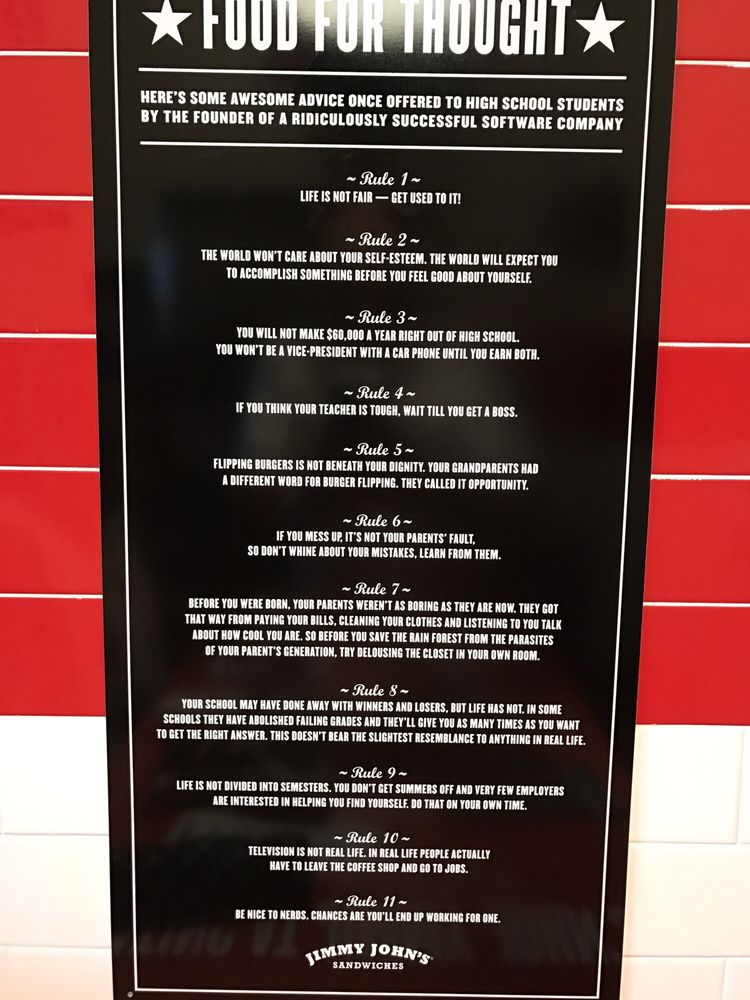 ★ FOOD FOR THOUGHT ★
HERE'S SOME AWESOME ADVICE ONCE OFFERED TO HIGH SCHOOL STUDENTS
BY THE FOUNDER OF A RIDICULOUSLY SUCCESSFUL SOFTWARE COMPANY
~ Rule 1 ~
LIFE IS NOT FAIR — GET USED TO IT!
~ Rule 2 ~
THE WORLD WON'T CARE ABOUT YOUR SELF-ESTEEM. THE WORLD WILL EXPECT YOU
TO ACCOMPLISH SOMETHING BEFORE YOU FEEL GOOD ABOUT YOURSELF.
~ Rule 3 ~
YOU WILL NOT MAKE $60,000 A YEAR RIGHT OUT OF HIGH SCHOOL.
YOU WON'T BE A VICE-PRESIDENT WITH A CAR PHONE UNTIL YOU EARN BOTH.
~ Rule 4 ~
IF YOU THINK YOUR TEACHER IS TOUGH, WAIT TILL YOU GET A BOSS.
~ Rule 5 ~
FLIPPING BURGERS IS NOT BENEATH YOUR DIGNITY. YOUR GRANDPARENTS HAD
A DIFFERENT WORD FOR BURGER FLIPPING. THEY CALLED IT OPPORTUNITY.
~ Rule 6 ~
IF YOU MESS UP, IT'S NOT YOUR PARENTS' FAULT,
SO DON'T WHINE ABOUT YOUR MISTAKES, LEARN FROM THEM.
~ Rule 7 ~
BEFORE YOU WERE BORN, YOUR PARENTS WEREN'T AS BORING AS THEY ARE NOW. THEY GOT
THAT WAY FROM PAYING YOUR BILLS, CLEANING YOUR CLOTHES AND LISTENING TO YOU TALK
ABOUT HOW COOL YOU ARE. SO BEFORE YOU SAVE THE RAIN FOREST FROM THE PARASITES
OF YOUR PARENT'S GENERATION, TRY DELOUSING THE CLOSET IN YOUR OWN ROOM.
~ Rule 8 ~
YOUR SCHOOL MAY HAVE DONE AWAY WITH WINNERS AND LOSERS, BUT LIFE HAS NOT. IN SOME
SCHOOLS THEY HAVE ABOLISHED FAILING GRADES AND THEY'LL GIVE YOU AS MANY TIMES AS YOU WANT
TO GET THE RIGHT ANSWER. THIS DOESN'T BEAR THE SLIGHTEST RESEMBLANCE TO ANYTHING IN REAL LIFE.
~ Rule 9 ~
LIFE IS NOT DIVIDED INTO SEMESTERS. YOU DON'T GET SUMMERS OFF AND VERY FEW EMPLOYERS
ARE INTERESTED IN HELPING YOU FIND YOURSELF. DO THAT ON YOUR OWN TIME.
~ Rule 10 ~
TELEVISION IS NOT REAL LIFE. IN REAL LIFE PEOPLE ACTUALLY
HAVE TO LEAVE THE COFFEE SHOP AND GO TO JOBS.
~ Rule 11 ~
BE NICE TO NERDS. CHANCES ARE YOU'LL END UP WORKING FOR ONE.
JIMMY JOHN'S
SANDWICHES